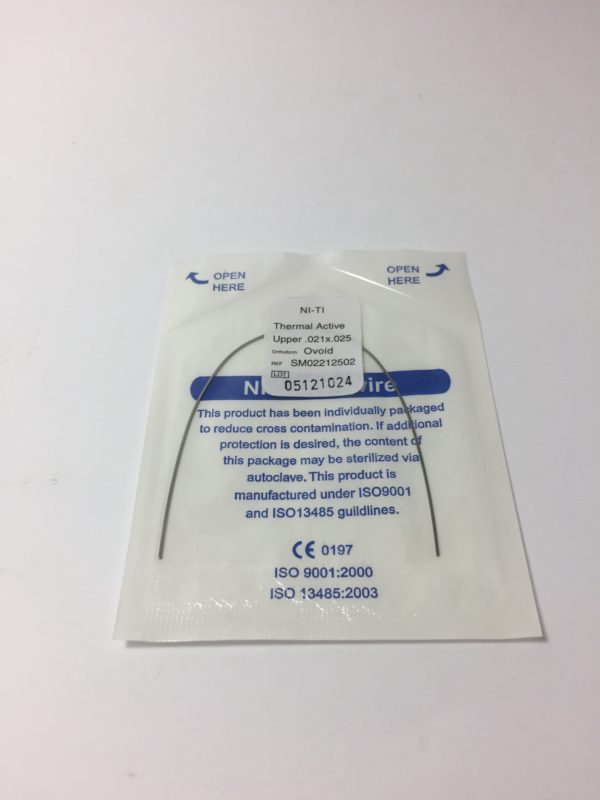 OPEN
HERE
OPEN
HERE
NI-TI
Thermal Active
Upper .021x.025
Orthoform Ovoid
REF SM02212502
LOT
05121024
This product has been individually packaged
to reduce cross contamination. If additional
protection is desired, the content of
this package may be sterilized via
autoclave. This product is
manufactured under ISO9001
and ISO13485 guildlines.
CE 0197
ISO 9001:2000
ISO 13485:2003